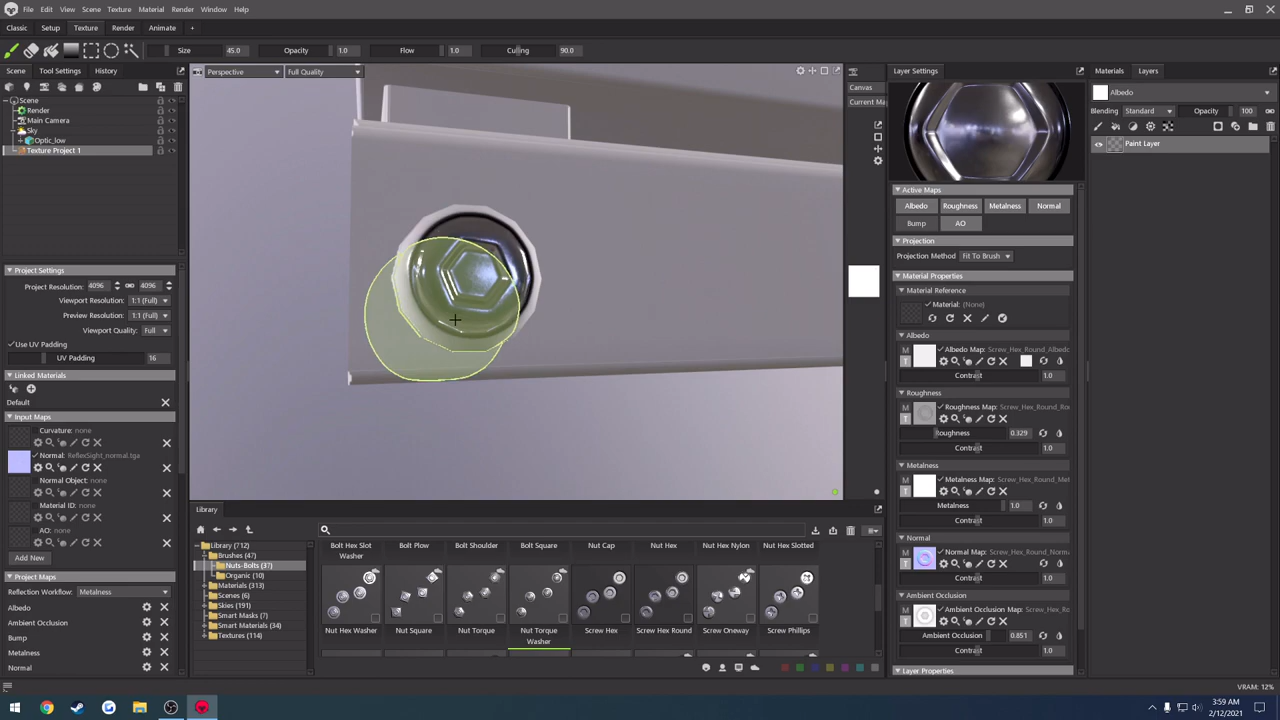 File Edit View Scene Texture Material Render Window Help
Classic Setup Texture Render Animate +
Size 45.0 Opacity 1.0 Flow 1.0 Culling 90.0
Scene Tool Settings History
Perspective Full Quality
Canvas
Current Ma
Layer Settings
Materials Layers
Scene
Render
Main Camera
Sky
Optic_low
Texture Project 1
Albedo
Blending Standard Opacity 100
Paint Layer
Active Maps
Albedo Roughness Metalness Normal
Bump AO
Projection
Projection Method Fit To Brush
Material Properties
Material Reference
Material: (None)
Albedo
M
T
Albedo Map: Screw_Hex_Round_Albedo
Contrast 1.0
Roughness
M
T
Roughness Map: Screw_Hex_Round_Ro
Roughness 0.329
Contrast 1.0
Metalness
M
T
Metalness Map: Screw_Hex_Round_Met
Metalness 1.0
Contrast 1.0
Normal
M
T
Normal Map: Screw_Hex_Round_Norma
Contrast 1.0
Ambient Occlusion
M
T
Ambient Occlusion Map: Screw_Hex_Ro
Ambient Occlusion 0.851
Contrast 1.0
Layer Properties
Project Settings
Project Resolution: 4096 4096
Viewport Resolution: 1:1 (Full)
Preview Resolution: 1:1 (Full)
Viewport Quality: Full
Use UV Padding
UV Padding 16
Linked Materials
Default
Input Maps
Curvature: none
Normal: ReflexSight_normal.tga
Normal Object: none
Material ID: none
AO: none
Add New
Project Maps
Reflection Workflow: Metalness
Albedo
Ambient Occlusion
Bump
Metalness
Normal
Library
Library (712)
Brushes (47)
Nuts-Bolts (37)
Organic (10)
Materials (313)
Scenes (6)
Skies (191)
Smart Masks (7)
Smart Materials (34)
Textures (114)
Bolt Hex Slot Washer
Bolt Plow
Bolt Shoulder
Bolt Square
Nut Cap
Nut Hex
Nut Hex Nylon
Nut Hex Slotted
Nut Hex Washer
Nut Square
Nut Torque
Nut Torque Washer
Screw Hex
Screw Hex Round
Screw Oneway
Screw Phillips
VRAM: 12%
3:59 AM
2/12/2021